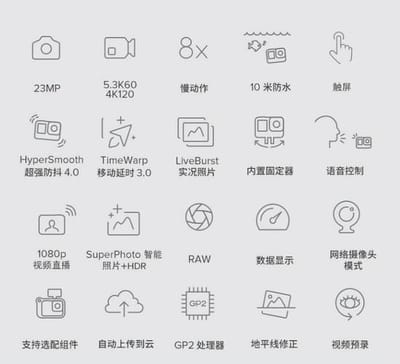 8x
23MP
5.3K60
4K120
慢动作
10 米防水
触屏
HyperSmooth
超强防抖 4.0
TimeWarp
移动延时 3.0
LiveBurst
实况照片
内置固定器
语音控制
1080p
视频直播
SuperPhoto 智能
照片+HDR
RAW
数据显示
网络摄像头
模式
GP2
支持选配组件
自动上传到云
GP2 处理器
地平线修正
视频预录